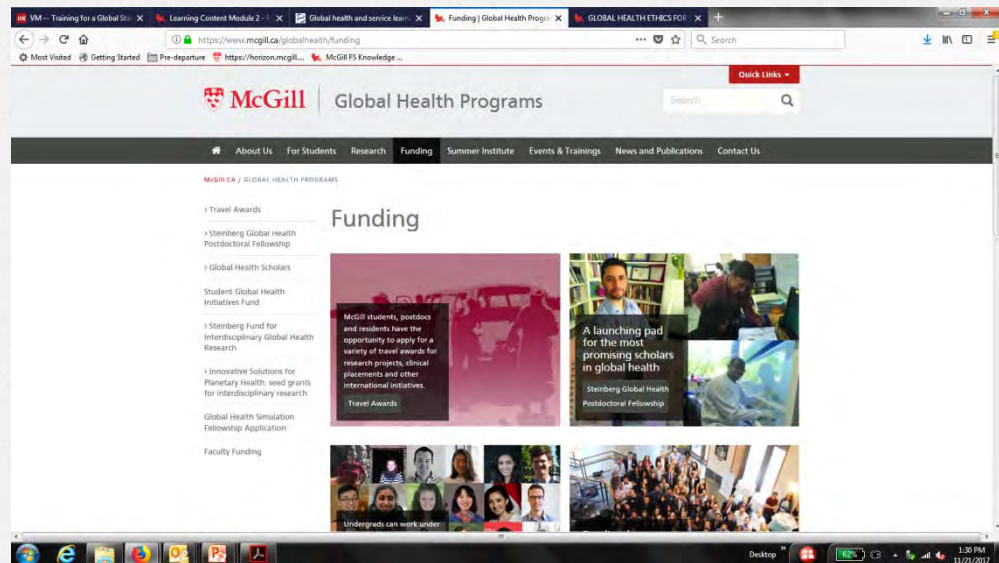 VM -- Training for a Global Sta
Learning Content Module 2 -
Global health and service learn
Funding | Global Health Progra
GLOBAL HEALTH ETHICS FOR
https://www.mcgill.ca/globalhealth/funding
Search
Most Visited Getting Started Pre-departure https://horizon.mcgill.... McGill FS Knowledge ...
Quick Links
McGill Global Health Programs
Search
About Us For Students Research Funding Summer Institute Events & Trainings News and Publications Contact Us
McGILL.CA / GLOBAL HEALTH PROGRAMS
› Travel Awards
› Steinberg Global Health
Postdoctoral Fellowship
› Global Health Scholars
Student Global Health
Initiatives Fund
› Steinberg Fund for
Interdisciplinary Global Health
Research
› Innovative Solutions for
Planetary Health: seed grants
for interdisciplinary research
Global Health Simulation
Fellowship Application
Faculty Funding
Funding
McGill students, postdocs
and residents have the
opportunity to apply for a
variety of travel awards for
research projects, clinical
placements and other
international initiatives.
Travel Awards
A launching pad
for the most
promising scholars
in global health
Steinberg Global Health
Postdoctoral Fellowship
Undergrads can work under
Desktop
62%
1:30 PM
11/21/2017